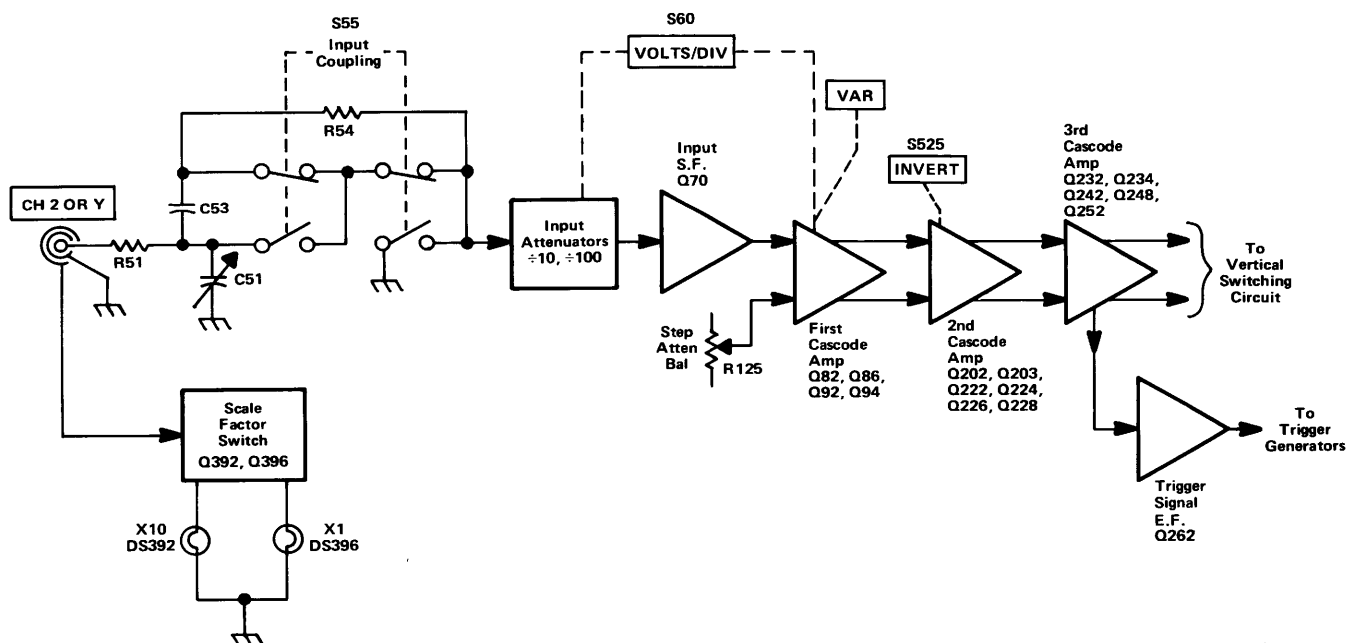 S55
Input
Coupling
S60
VOLTS/DIV
VAR
S525
INVERT
3rd
Cascode
Amp
Q232, Q234,
Q242, Q248,
Q252
R54
Input
S.F.
Q70
CH 2 OR Y
C53
R51
C51
Input
Attenuators
÷10, ÷100
To
Vertical
Switching
Circuit
Step
Atten
Bal
R125
First
Cascode
Amp
Q82, Q86,
Q92, Q94
2nd
Cascode
Amp
Q202, Q203,
Q222, Q224,
Q226, Q228
Scale
Factor
Switch
Q392, Q396
To
Trigger
Generators
Trigger
Signal
E.F.
Q262
X10
DS392
X1
DS396